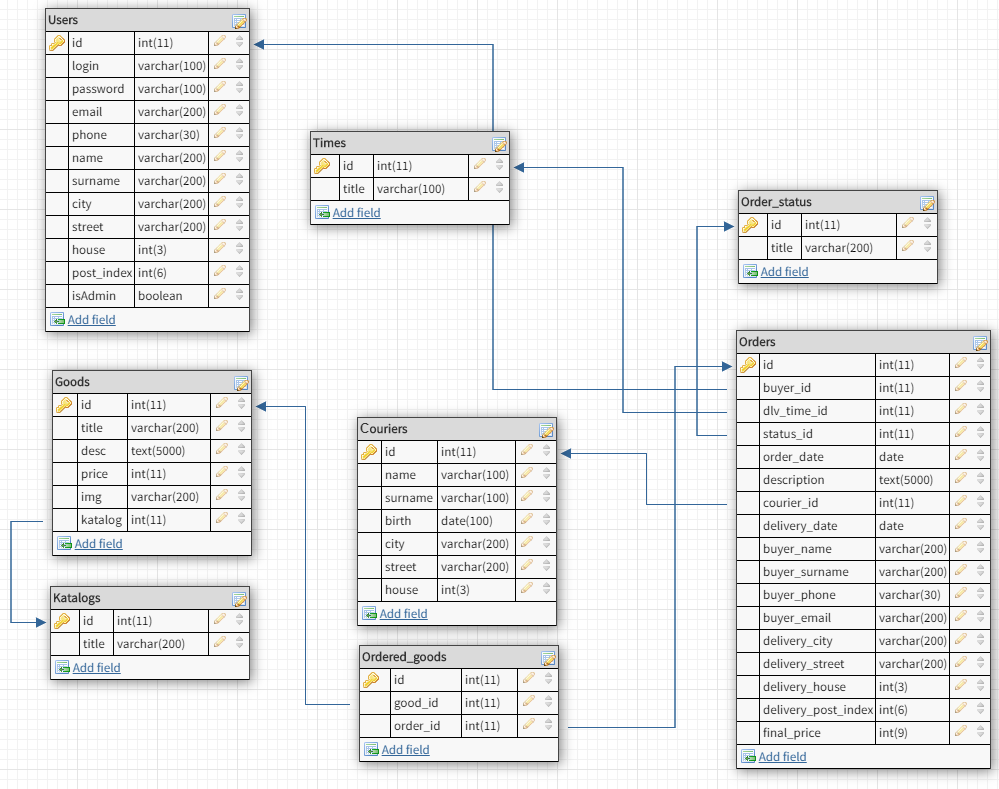 Users
id int(11)
login varchar(100)
password varchar(100)
email varchar(200)
phone varchar(30)
name varchar(200)
surname varchar(200)
city varchar(200)
street varchar(200)
house int(3)
post_index int(6)
isAdmin boolean
Add field
Times
id int(11)
title varchar(100)
Add field
Order_status
id int(11)
title varchar(200)
Add field
Goods
id int(11)
title varchar(200)
desc text(5000)
price int(11)
img varchar(200)
katalog int(11)
Add field
Katalogs
id int(11)
title varchar(200)
Add field
Couriers
id int(11)
name varchar(100)
surname varchar(100)
birth date(100)
city varchar(200)
street varchar(200)
house int(3)
Add field
Ordered_goods
id int(11)
good_id int(11)
order_id int(11)
Add field
Orders
id int(11)
buyer_id int(11)
dlv_time_id int(11)
status_id int(11)
order_date date
description text(5000)
courier_id int(11)
delivery_date date
buyer_name varchar(200)
buyer_surname varchar(200)
buyer_phone varchar(30)
buyer_email varchar(200)
delivery_city varchar(200)
delivery_street varchar(200)
delivery_house int(3)
delivery_post_index int(6)
final_price int(9)
Add field